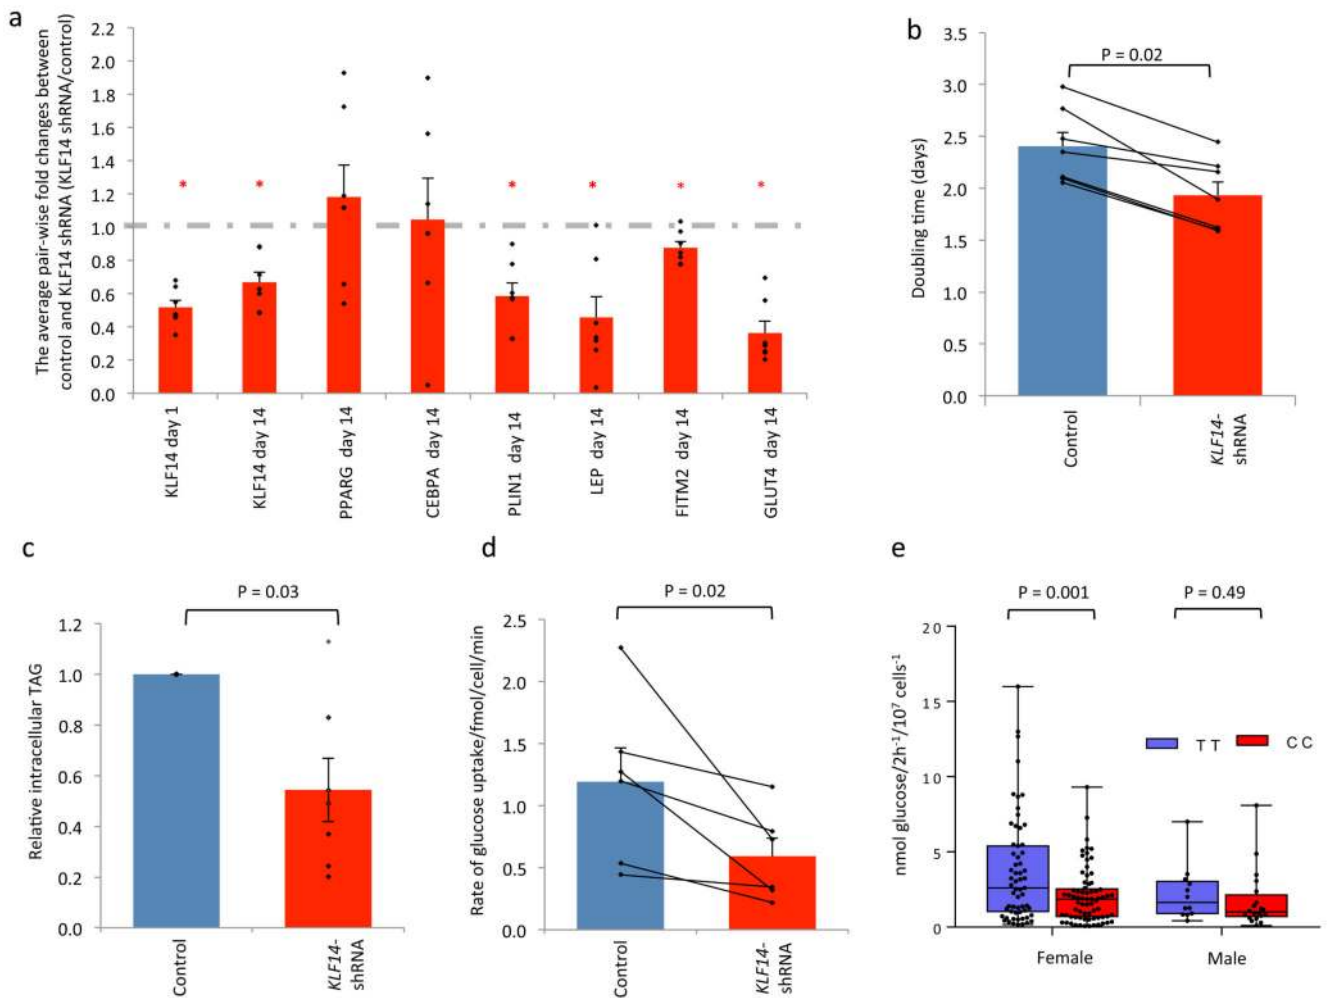 a
The average pair-wise fold changes between
control and KLF14 shRNA (KLF14 shRNA/control)
2.2
2.0
1.8
1.6
1.4
1.2
1.0
0.8
0.6
0.4
0.2
0.0
* * * * * *
KLF14 day 1
KLF14 day 14
PPARG day 14
CEBPA day 14
PLIN1 day 14
LEP day 14
FITM2 day 14
GLUT4 day 14
b
Doubling time (days)
3.5
3.0
2.5
2.0
1.5
1.0
0.5
0.0
P = 0.02
Control
KLF14-
shRNA
c
Relative intracellular TAG
1.2
1.0
0.8
0.6
0.4
0.2
0.0
P = 0.03
Control
KLF14-
shRNA
d
Rate of glucose uptake/fmol/cell/min
2.5
2.0
1.5
1.0
0.5
0.0
P = 0.02
Control
KLF14-
shRNA
e
nmol glucose/2h-1/10⁷ cells-1
20
15
10
5
0
P = 0.001
P = 0.49
T T
C C
Female
Male